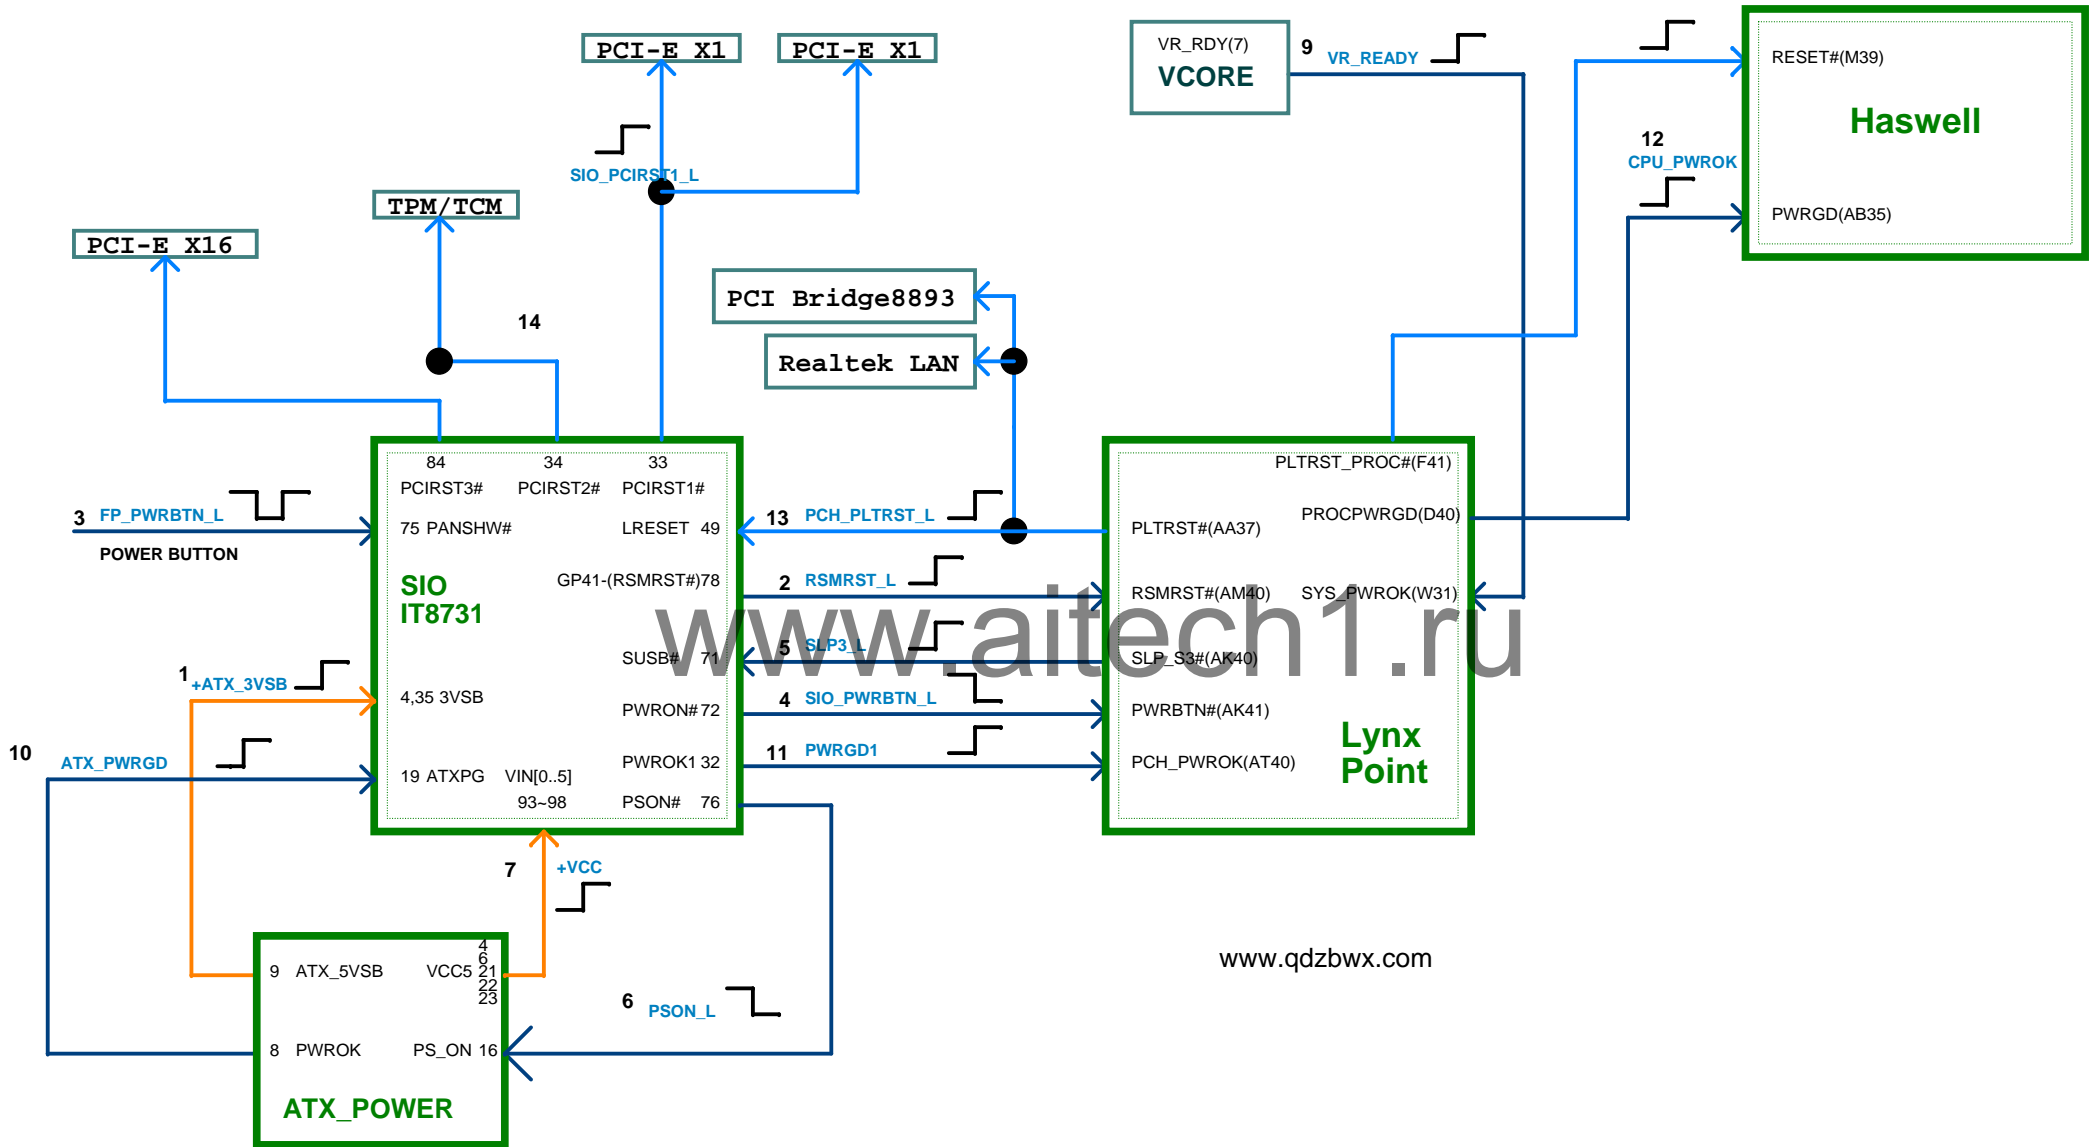 PCI-E X1
PCI-E X1
VR_RDY(7)
VCORE
9 VR_READY
RESET#(M39)
Haswell
12
CPU_PWROK
PWRGD(AB35)
SIO_PCIRST1_L
TPM/TCM
PCI-E X16
14
PCI Bridge8893
Realtek LAN
84 34 33
PCIRST3# PCIRST2# PCIRST1#
3 FP_PWRBTN_L
POWER BUTTON
75 PANSHW#
LRESET 49
GP41-(RSMRST#)78
SIO
IT8731
SUSB# 71
1 +ATX_3VSB
4,35 3VSB
PWRON# 72
10 ATX_PWRGD
19 ATXPG
VIN[0..5]
93~98
PWROK1 32
PSON# 76
13 PCH_PLTRST_L
2 RSMRST_L
5 SLP3_L
4 SIO_PWRBTN_L
11 PWRGD1
PLTRST_PROC#(F41)
PROCPWRGD(D40)
PLTRST#(AA37)
RSMRST#(AM40)
SYS_PWROK(W31)
SLP_S3#(AK40)
PWRBTN#(AK41)
PCH_PWROK(AT40)
Lynx
Point
www.aitech1.ru
7 +VCC
9 ATX_5VSB
VCC5
4
6
21
22
23
8 PWROK
PS_ON 16
ATX_POWER
6 PSON_L
www.qdzbwx.com